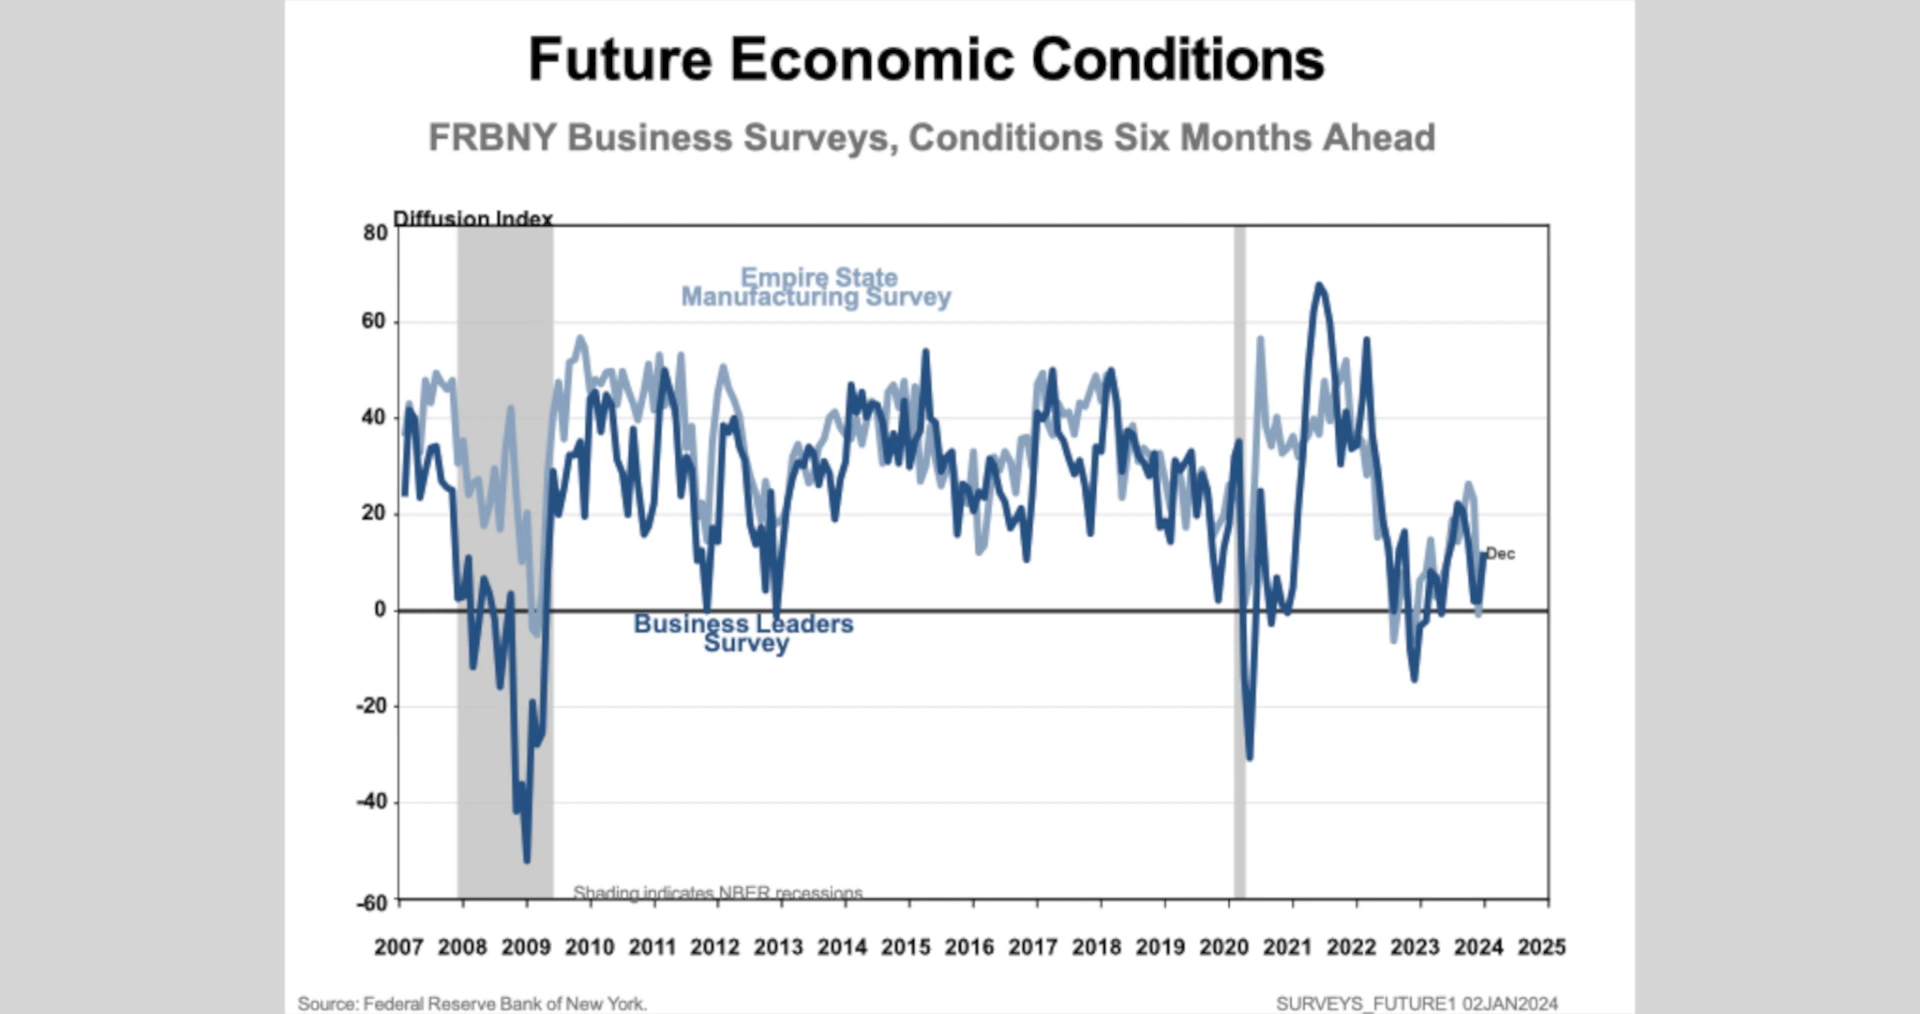 Future Economic Conditions
FRBNY Business Surveys, Conditions Six Months Ahead
Diffusion Index
80
60
40
20
0
-20
-40
-60
Empire State
Manufacturing Survey
Dec
Business Leaders
Survey
Shading indicates NBER recessions
2007 2008 2009 2010 2011 2012 2013 2014 2015 2016 2017 2018 2019 2020 2021 2022 2023 2024 2025
Source: Federal Reserve Bank of New York.
SURVEYS_FUTURE1 02JAN2024